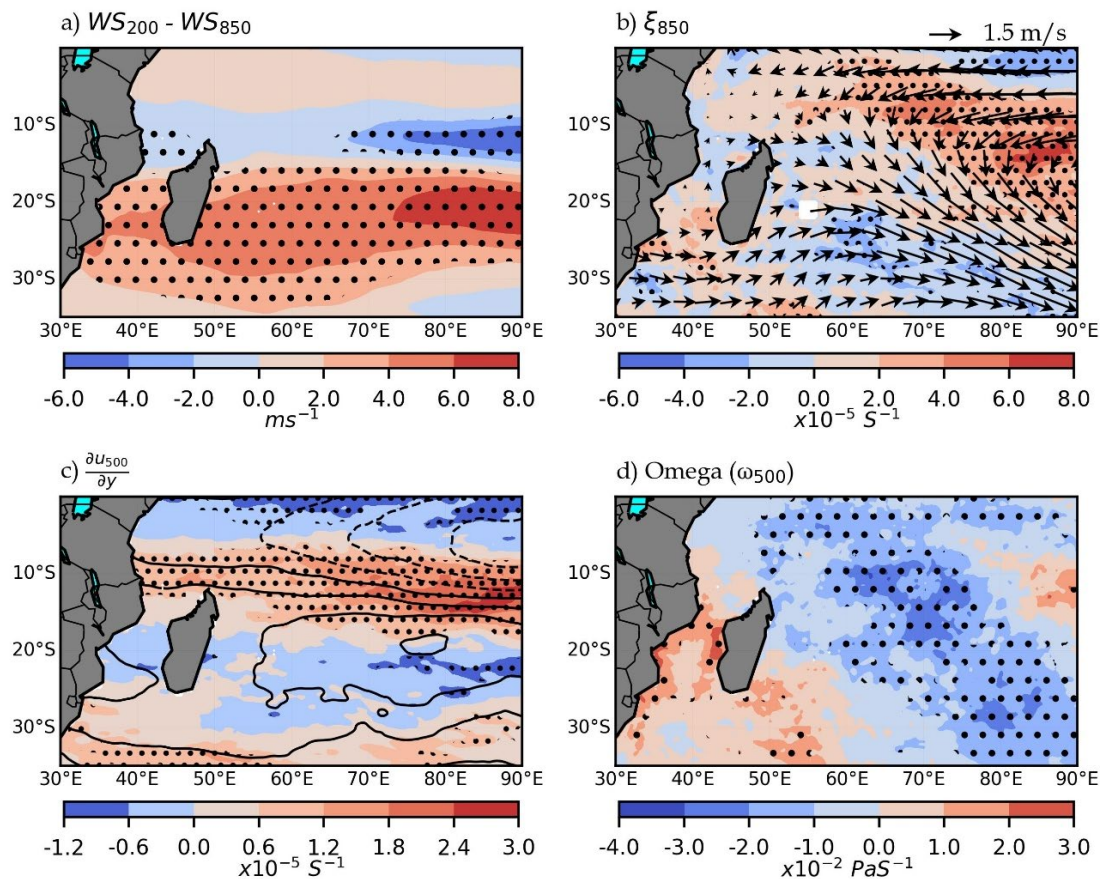 a) WS₂₀₀ - WS₈₅₀
b) ξ₈₅₀
1.5 m/s
10°S
20°S
30°S
30°E 40°E 50°E 60°E 70°E 80°E 90°E
-6.0 -4.0 -2.0 0.0 2.0 4.0 6.0 8.0
ms⁻¹
10°S
20°S
30°S
30°E 40°E 50°E 60°E 70°E 80°E 90°E
-6.0 -4.0 -2.0 0.0 2.0 4.0 6.0 8.0
x10⁻⁵ S⁻¹
c) ∂u₅₀₀/∂y
d) Omega (ω₅₀₀)
10°S
20°S
30°S
30°E 40°E 50°E 60°E 70°E 80°E 90°E
-1.2 -0.6 0.0 0.6 1.2 1.8 2.4 3.0
x10⁻⁵ S⁻¹
10°S
20°S
30°S
30°E 40°E 50°E 60°E 70°E 80°E 90°E
-4.0 -3.0 -2.0 -1.0 0.0 1.0 2.0 3.0
x10⁻² PaS⁻¹